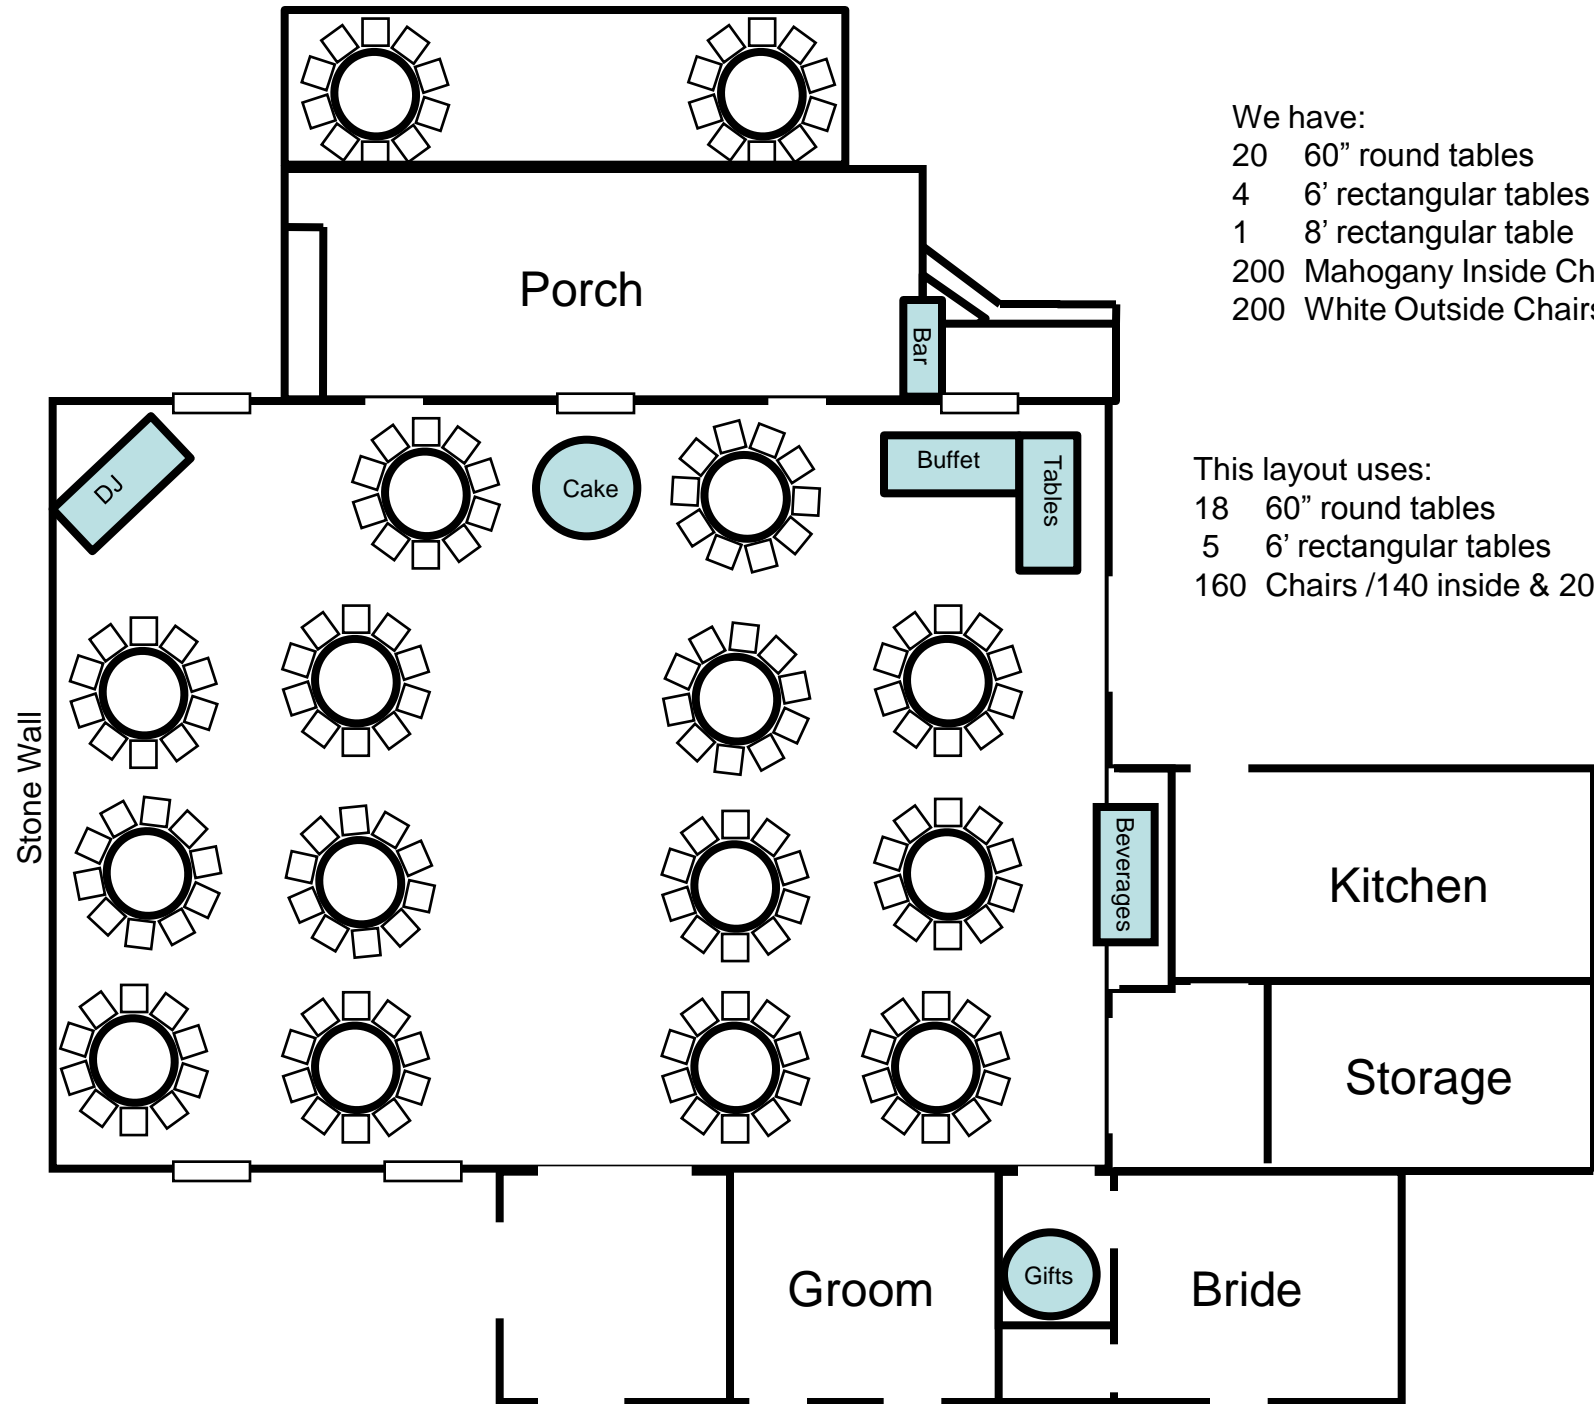 We have:
20 60” round tables
4 6’ rectangular tables
1 8’ rectangular table
200 Mahogany Inside Ch
200 White Outside Chairs
Porch
Bar
DJ
Cake
Buffet
Tables
This layout uses:
18 60” round tables
5 6’ rectangular tables
160 Chairs /140 inside & 20
Stone Wall
Beverages
Kitchen
Storage
Groom
Gifts
Bride